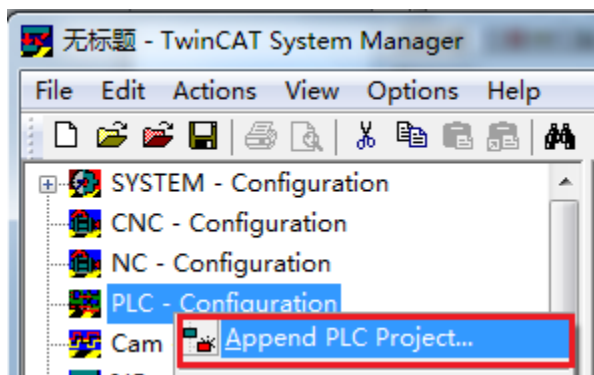 无标题 - TwinCAT System Manager
File Edit Actions View Options Help
SYSTEM - Configuration
CNC - Configuration
NC - Configuration
PLC - Configuration
Append PLC Project...
Cam